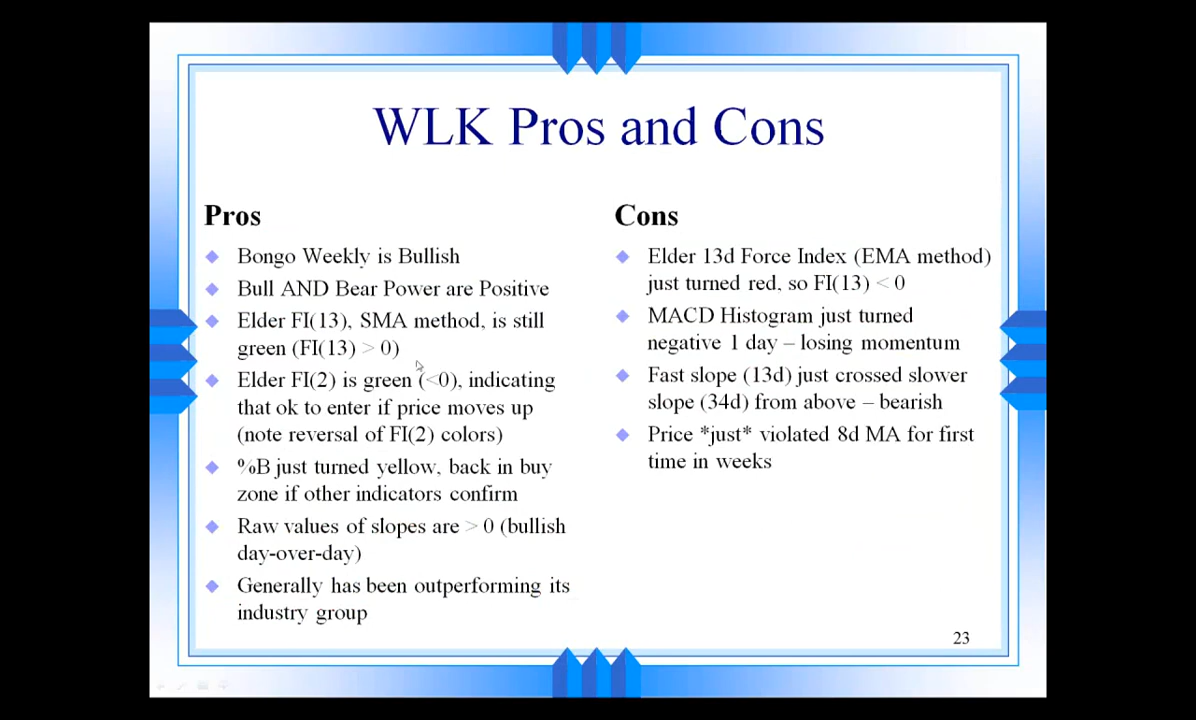 WLK Pros and Cons
Pros
Bongo Weekly is Bullish
Bull AND Bear Power are Positive
Elder FI(13), SMA method, is still
green (FI(13) > 0)
Elder FI(2) is green (<0), indicating
that ok to enter if price moves up
(note reversal of FI(2) colors)
%B just turned yellow, back in buy
zone if other indicators confirm
Raw values of slopes are > 0 (bullish
day-over-day)
Generally has been outperforming its
industry group
Cons
Elder 13d Force Index (EMA method)
just turned red, so FI(13) < 0
MACD Histogram just turned
negative 1 day – losing momentum
Fast slope (13d) just crossed slower
slope (34d) from above – bearish
Price *just* violated 8d MA for first
time in weeks
23